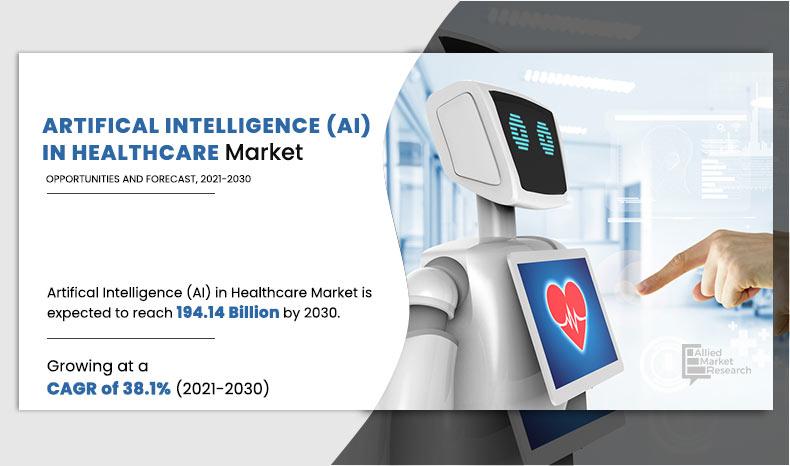 ARTIFICAL INTELLIGENCE (AI)
IN HEALTHCARE Market
OPPORTUNITIES AND FORECAST, 2021-2030
Artifical Intelligence (AI) in Healthcare Market is
expected to reach 194.14 Billion by 2030.
Growing at a
CAGR of 38.1% (2021-2030)
Allied
Market
Research